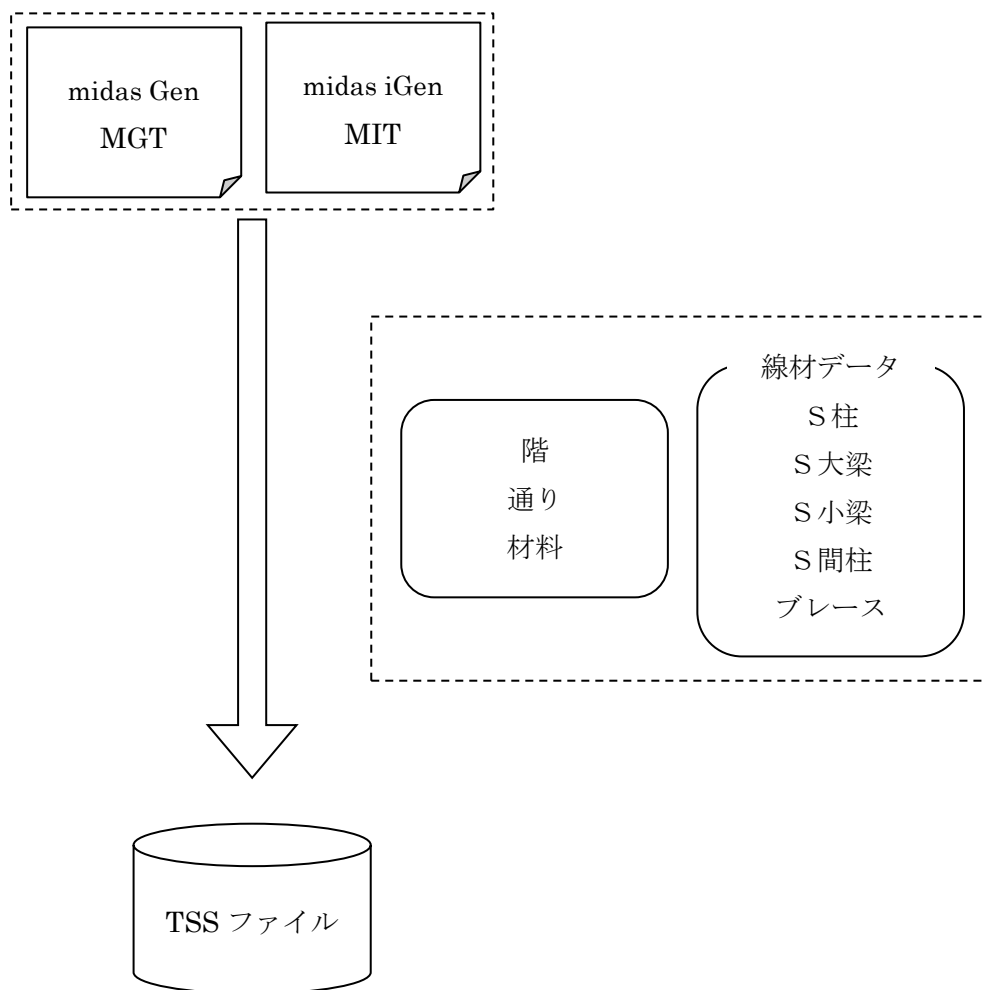 midas Gen
MGT
midas iGen
MIT
階
通り
材料
線材データ
S柱
S大梁
S小梁
S間柱
ブレース
TSS ファイル